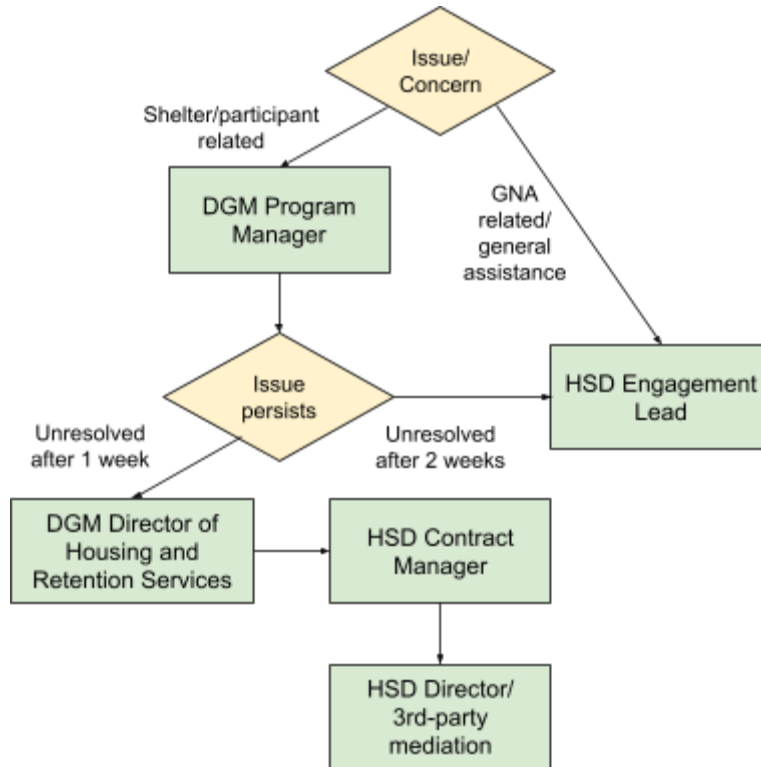 Issue/
Concern
Shelter/participant
related
DGM Program
Manager
GNA
related/
general
assistance
HSD Engagement
Lead
Issue
persists
Unresolved
after 1 week
Unresolved
after 2 weeks
DGM Director of
Housing and
Retention Services
HSD Contract
Manager
HSD Director/
3rd-party
mediation